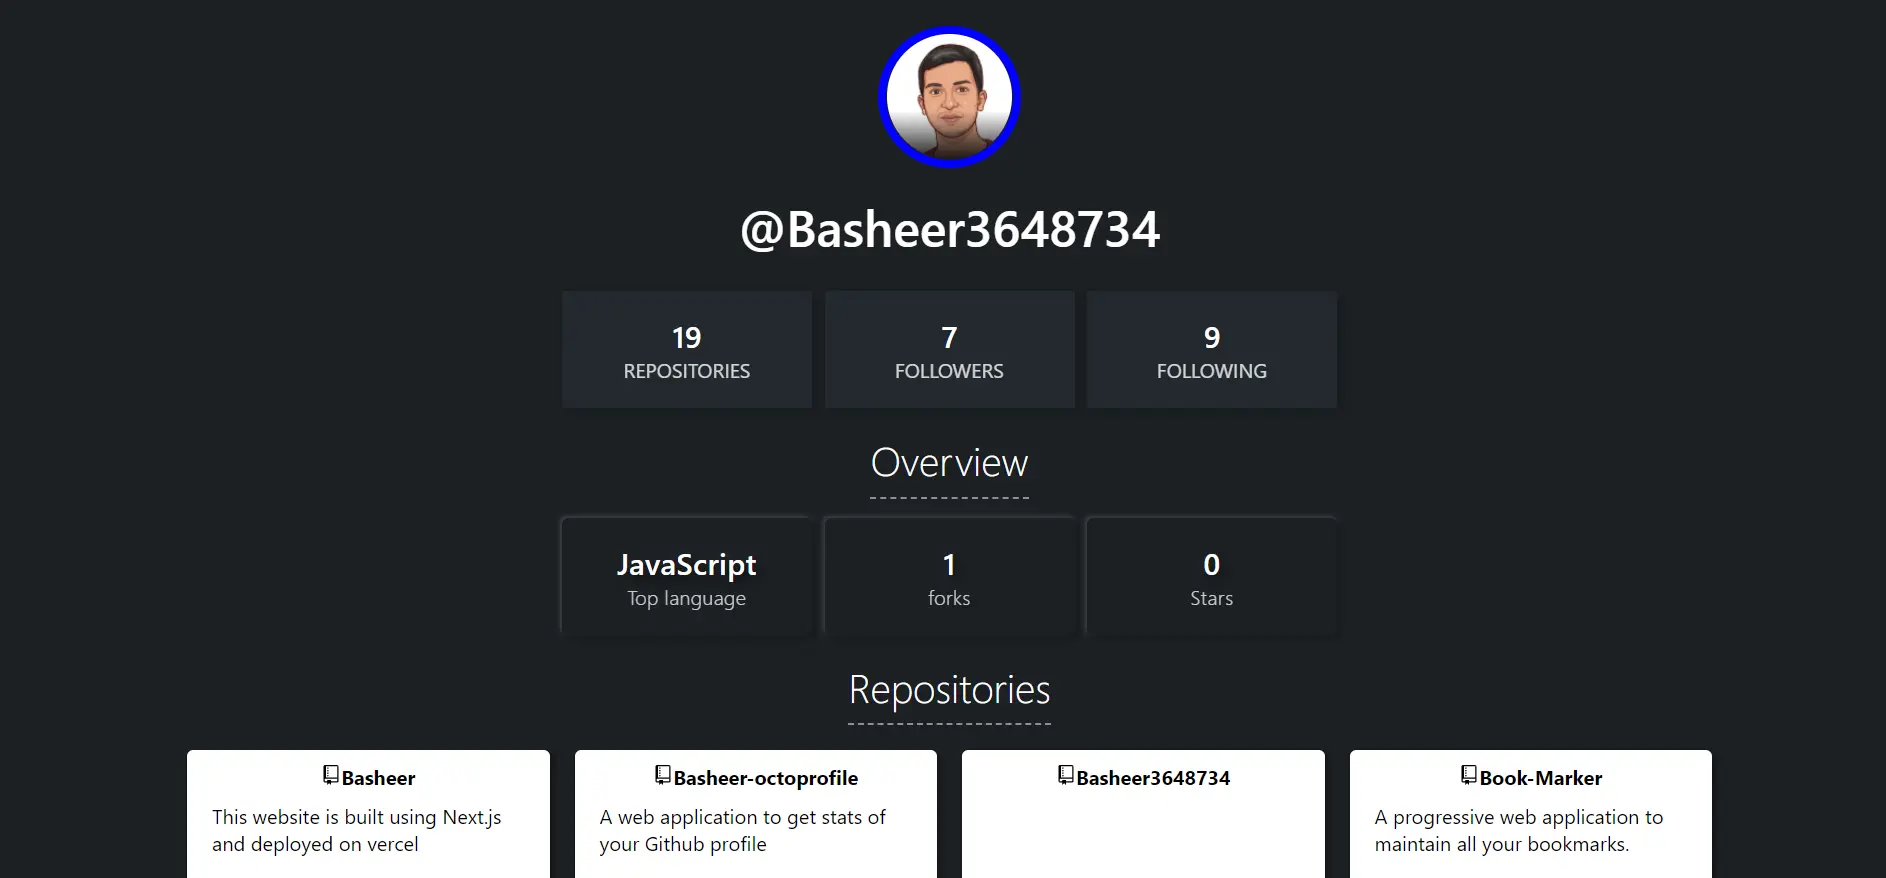 @Basheer3648734
19
REPOSITORIES
7
FOLLOWERS
9
FOLLOWING
Overview
JavaScript
Top language
1
forks
0
Stars
Repositories
Basheer
This website is built using Next.js
and deployed on vercel
Basheer-octoprofile
A web application to get stats of
your Github profile
Basheer3648734
Book-Marker
A progressive web application to
maintain all your bookmarks.